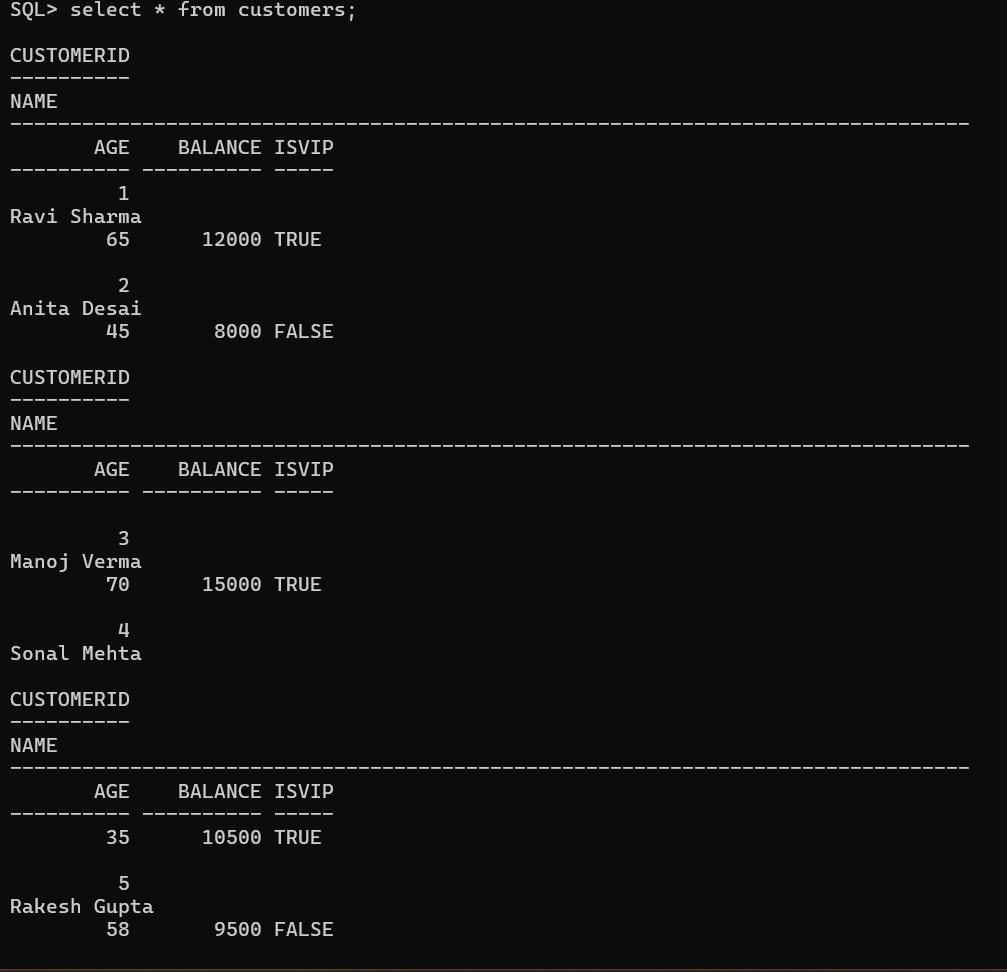 SQL> select * from customers;
CUSTOMERID
----------
NAME
--------------------------------------------------------------------------------
       AGE    BALANCE ISVIP
---------- ---------- -----
         1
Ravi Sharma
        65      12000 TRUE
         2
Anita Desai
        45       8000 FALSE
CUSTOMERID
----------
NAME
--------------------------------------------------------------------------------
       AGE    BALANCE ISVIP
---------- ---------- -----
         3
Manoj Verma
        70      15000 TRUE
         4
Sonal Mehta
CUSTOMERID
----------
NAME
--------------------------------------------------------------------------------
       AGE    BALANCE ISVIP
---------- ---------- -----
        35      10500 TRUE
         5
Rakesh Gupta
        58       9500 FALSE